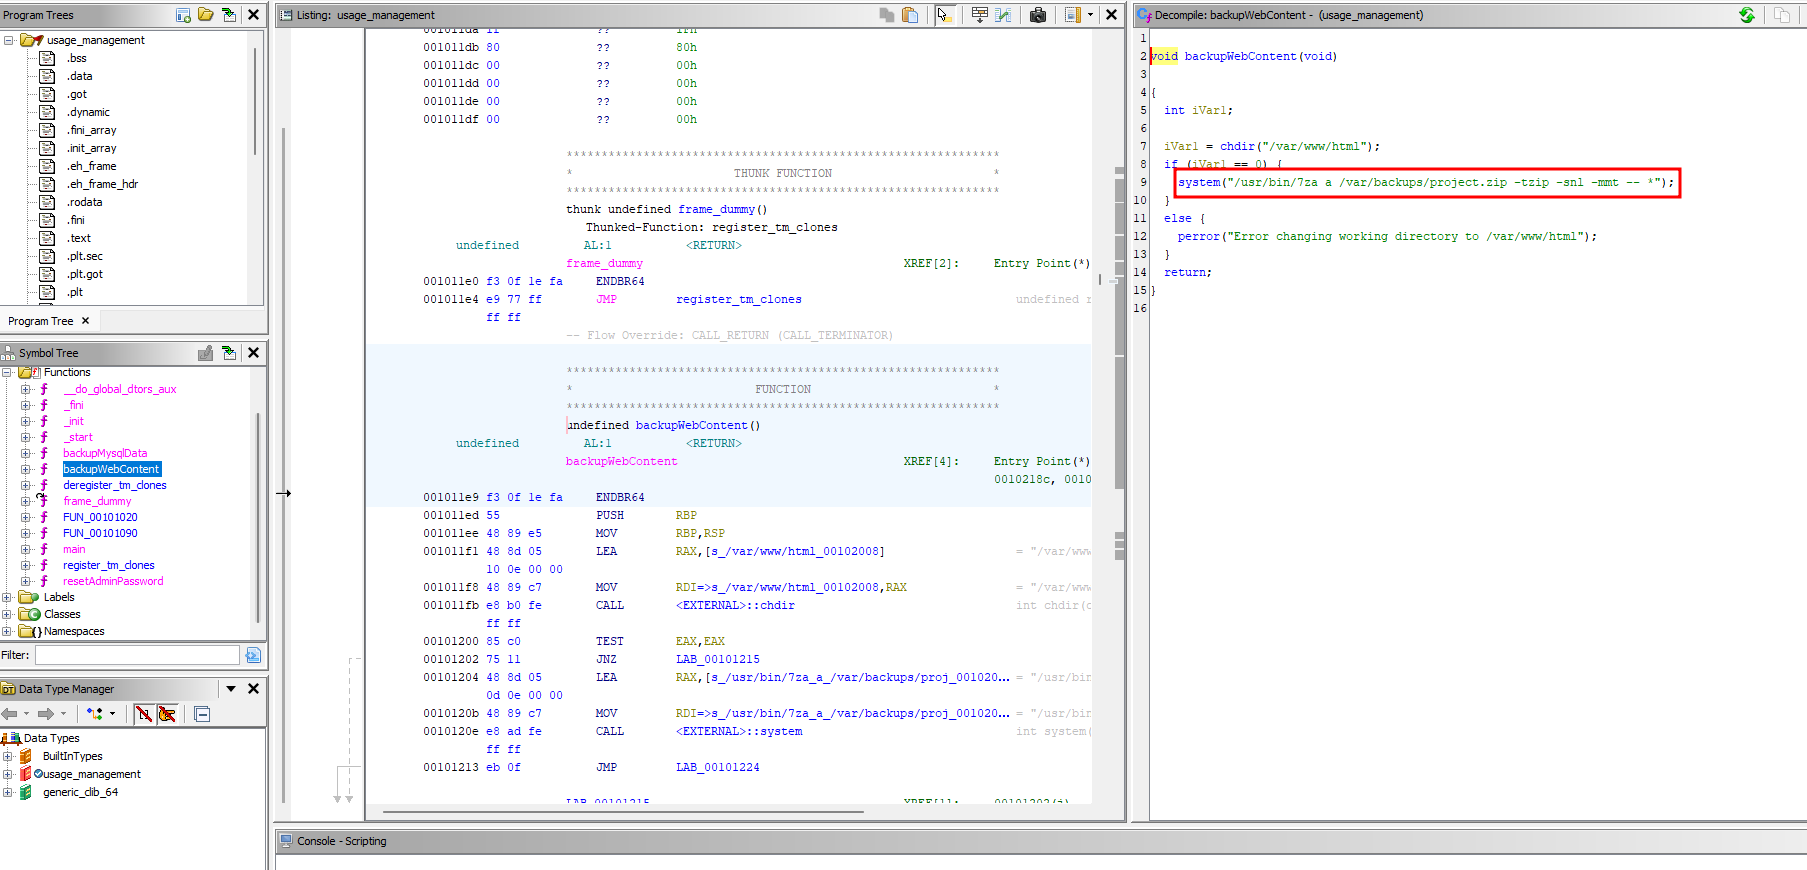 Program Trees
usage_management
.bss
.data
.got
.dynamic
.fini_array
.init_array
.eh_frame
.eh_frame_hdr
.rodata
.fini
.text
.plt.sec
.plt.got
.plt
Program Tree
Symbol Tree
Functions
__do_global_dtors_aux
_fini
_init
_start
backupMysqlData
backupWebContent
deregister_tm_clones
frame_dummy
FUN_00101020
FUN_00101090
main
register_tm_clones
resetAdminPassword
Labels
Classes
Namespaces
Filter:
Data Type Manager
Data Types
BuiltInTypes
usage_management
generic_clib_64
Listing: usage_management
001011db 80 ?? 80h
001011dc 00 ?? 00h
001011dd 00 ?? 00h
001011de 00 ?? 00h
001011df 00 ?? 00h
*************************************************************
* THUNK FUNCTION *
*************************************************************
thunk undefined frame_dummy()
Thunked-Function: register_tm_clones
undefined AL:1 <RETURN>
frame_dummy XREF[2]: Entry Point(*)
001011e0 f3 0f 1e fa ENDBR64
001011e4 e9 77 ff JMP register_tm_clones undefined r
ff ff
-- Flow Override: CALL_RETURN (CALL_TERMINATOR)
*************************************************************
* FUNCTION *
*************************************************************
undefined backupWebContent()
undefined AL:1 <RETURN>
backupWebContent XREF[4]: Entry Point(*)
0010218c, 0010
001011e9 f3 0f 1e fa ENDBR64
001011ed 55 PUSH RBP
001011ee 48 89 e5 MOV RBP,RSP
001011f1 48 8d 05 LEA RAX,[s_/var/www/html_00102008] = "/var/www
10 0e 00 00
001011f8 48 89 c7 MOV RDI=>s_/var/www/html_00102008,RAX = "/var/www
001011fb e8 b0 fe CALL <EXTERNAL>::chdir int chdir(c
ff ff
00101200 85 c0 TEST EAX,EAX
00101202 75 11 JNZ LAB_00101215
00101204 48 8d 05 LEA RAX,[s_/usr/bin/7za_a_/var/backups/proj_001020... = "/usr/bin
0d 0e 00 00
0010120b 48 89 c7 MOV RDI=>s_/usr/bin/7za_a_/var/backups/proj_001020... = "/usr/bin
0010120e e8 ad fe CALL <EXTERNAL>::system int system(
ff ff
00101213 eb 0f JMP LAB_00101224
LAB_00101215 XREF[1]: 00101202(j)
Decompile: backupWebContent - (usage_management)
1
2 void backupWebContent(void)
3
4 {
5 int iVar1;
6
7 iVar1 = chdir("/var/www/html");
8 if (iVar1 == 0) {
9 system("/usr/bin/7za a /var/backups/project.zip -tzip -snl -mmt -- *");
10 }
11 else {
12 perror("Error changing working directory to /var/www/html");
13 }
14 return;
15 }
16
Console - Scripting